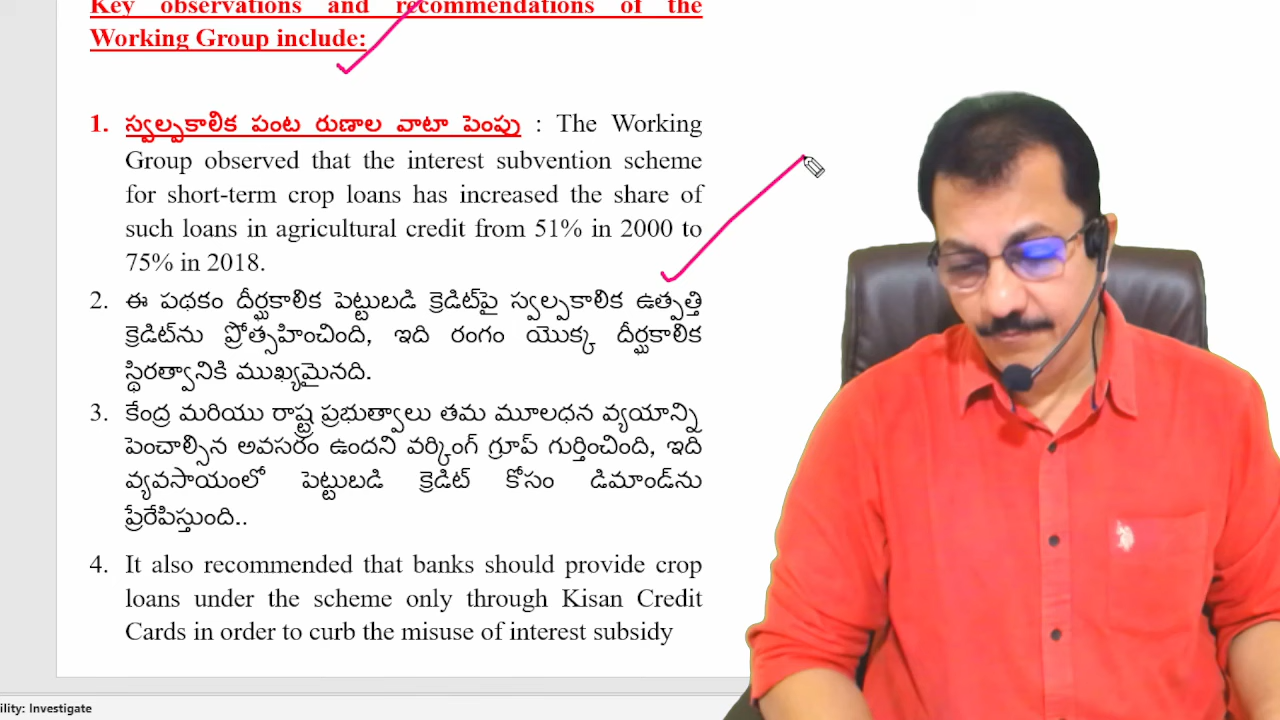 Key observations and recommendations of the
Working Group include:
1. స్వల్పకాలిక పంట రుణాల వాటా పెంపు : The Working
Group observed that the interest subvention scheme
for short-term crop loans has increased the share of
such loans in agricultural credit from 51% in 2000 to
75% in 2018.
2. ఈ పథకం దీర్ఘకాలిక పెట్టుబడి క్రెడిట్‌పై స్వల్పకాలిక ఉత్పత్తి
క్రెడిట్‌ను ప్రోత్సహించింది, ఇది రంగం యొక్క దీర్ఘకాలిక
స్థిరత్వానికి ముఖ్యమైనది.
3. కేంద్ర మరియు రాష్ట్ర ప్రభుత్వాలు తమ మూలధన వ్యయాన్ని
పెంచాల్సిన అవసరం ఉందని వర్కింగ్ గ్రూప్ గుర్తించింది, ఇది
వ్యవసాయంలో పెట్టుబడి క్రెడిట్ కోసం డిమాండ్‌ను
ప్రేరేపిస్తుంది..
4. It also recommended that banks should provide crop
loans under the scheme only through Kisan Credit
Cards in order to curb the misuse of interest subsidy
ility: Investigate